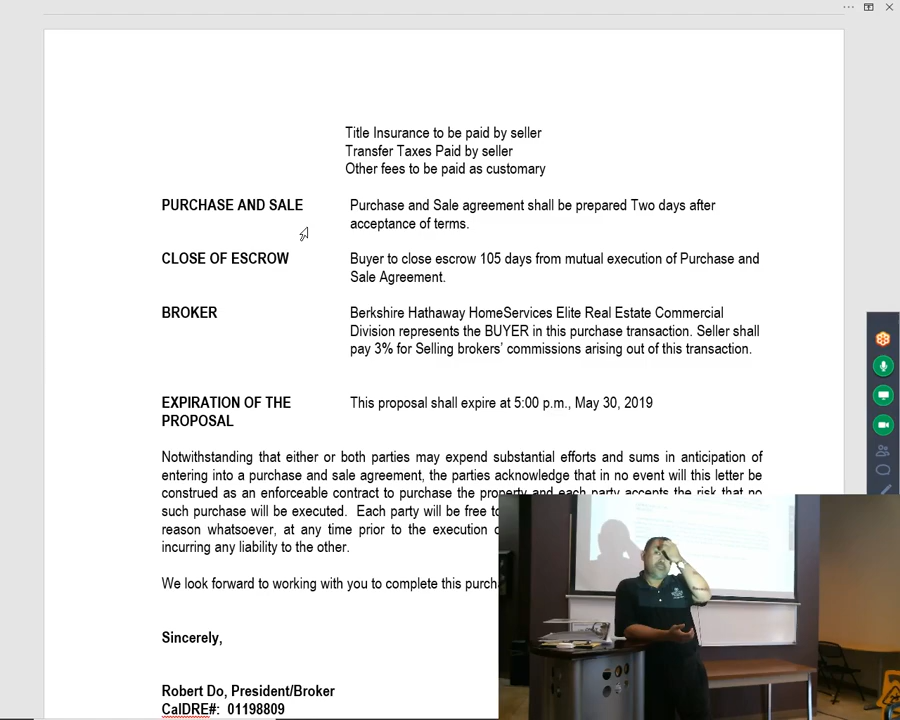 Title Insurance to be paid by seller
Transfer Taxes Paid by seller
Other fees to be paid as customary
PURCHASE AND SALE Purchase and Sale agreement shall be prepared Two days after
acceptance of terms.
CLOSE OF ESCROW Buyer to close escrow 105 days from mutual execution of Purchase and
Sale Agreement.
BROKER Berkshire Hathaway HomeServices Elite Real Estate Commercial
Division represents the BUYER in this purchase transaction. Seller shall
pay 3% for Selling brokers' commissions arising out of this transaction.
EXPIRATION OF THE This proposal shall expire at 5:00 p.m., May 30, 2019
PROPOSAL
Notwithstanding that either or both parties may expend substantial efforts and sums in anticipation of
entering into a purchase and sale agreement, the parties acknowledge that in no event will this letter be
construed as an enforceable contract to purchase the property and each party accepts the risk that no
such purchase will be executed. Each party will be free
reason whatsoever, at any time prior to the execution
incurring any liability to the other.
We look forward to working with you to complete this
Sincerely,
Robert Do, President/Broker
CalDRE#: 01198809